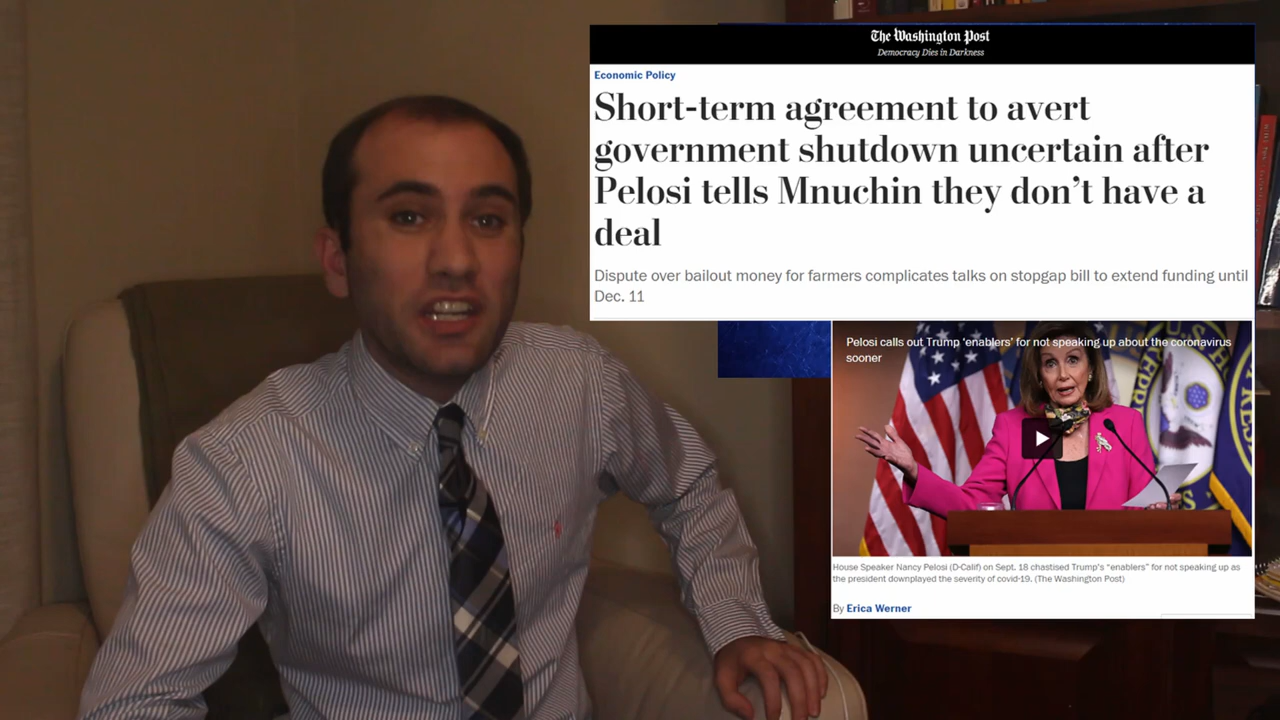 The Washington Post
Democracy Dies in Darkness
Economic Policy
Short-term agreement to avert
government shutdown uncertain after
Pelosi tells Mnuchin they don’t have a
deal
Dispute over bailout money for farmers complicates talks on stopgap bill to extend funding until
Dec. 11
Pelosi calls out Trump ‘enablers’ for not speaking up about the coronavirus
sooner
House Speaker Nancy Pelosi (D-Calif) on Sept. 18 chastised Trump's “enablers” for not speaking up as
the president downplayed the severity of covid-19. (The Washington Post)
By Erica Werner